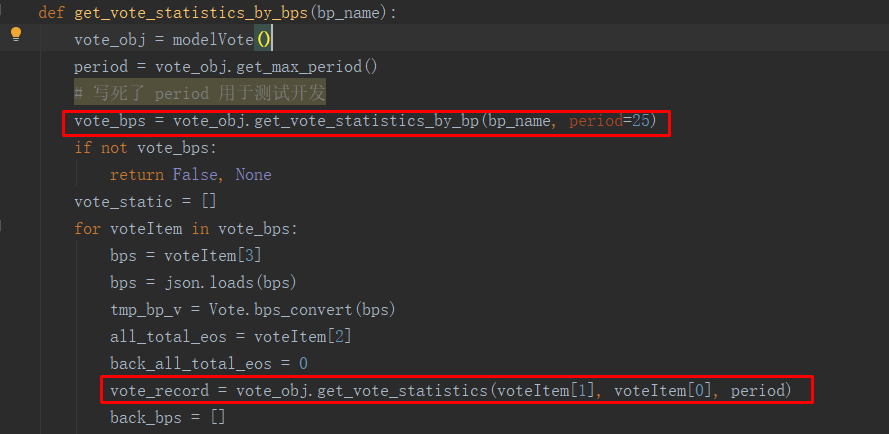 def get_vote_statistics_by_bps(bp_name):
vote_obj = modelVote()
period = vote_obj.get_max_period()
# 写死了 period 用于测试开发
vote_bps = vote_obj.get_vote_statistics_by_bp(bp_name, period=25)
if not vote_bps:
return False, None
vote_static = []
for voteItem in vote_bps:
bps = voteItem[3]
bps = json.loads(bps)
tmp_bp_v = Vote.bps_convert(bps)
all_total_eos = voteItem[2]
back_all_total_eos = 0
vote_record = vote_obj.get_vote_statistics(voteItem[1], voteItem[0], period)
back_bps = []